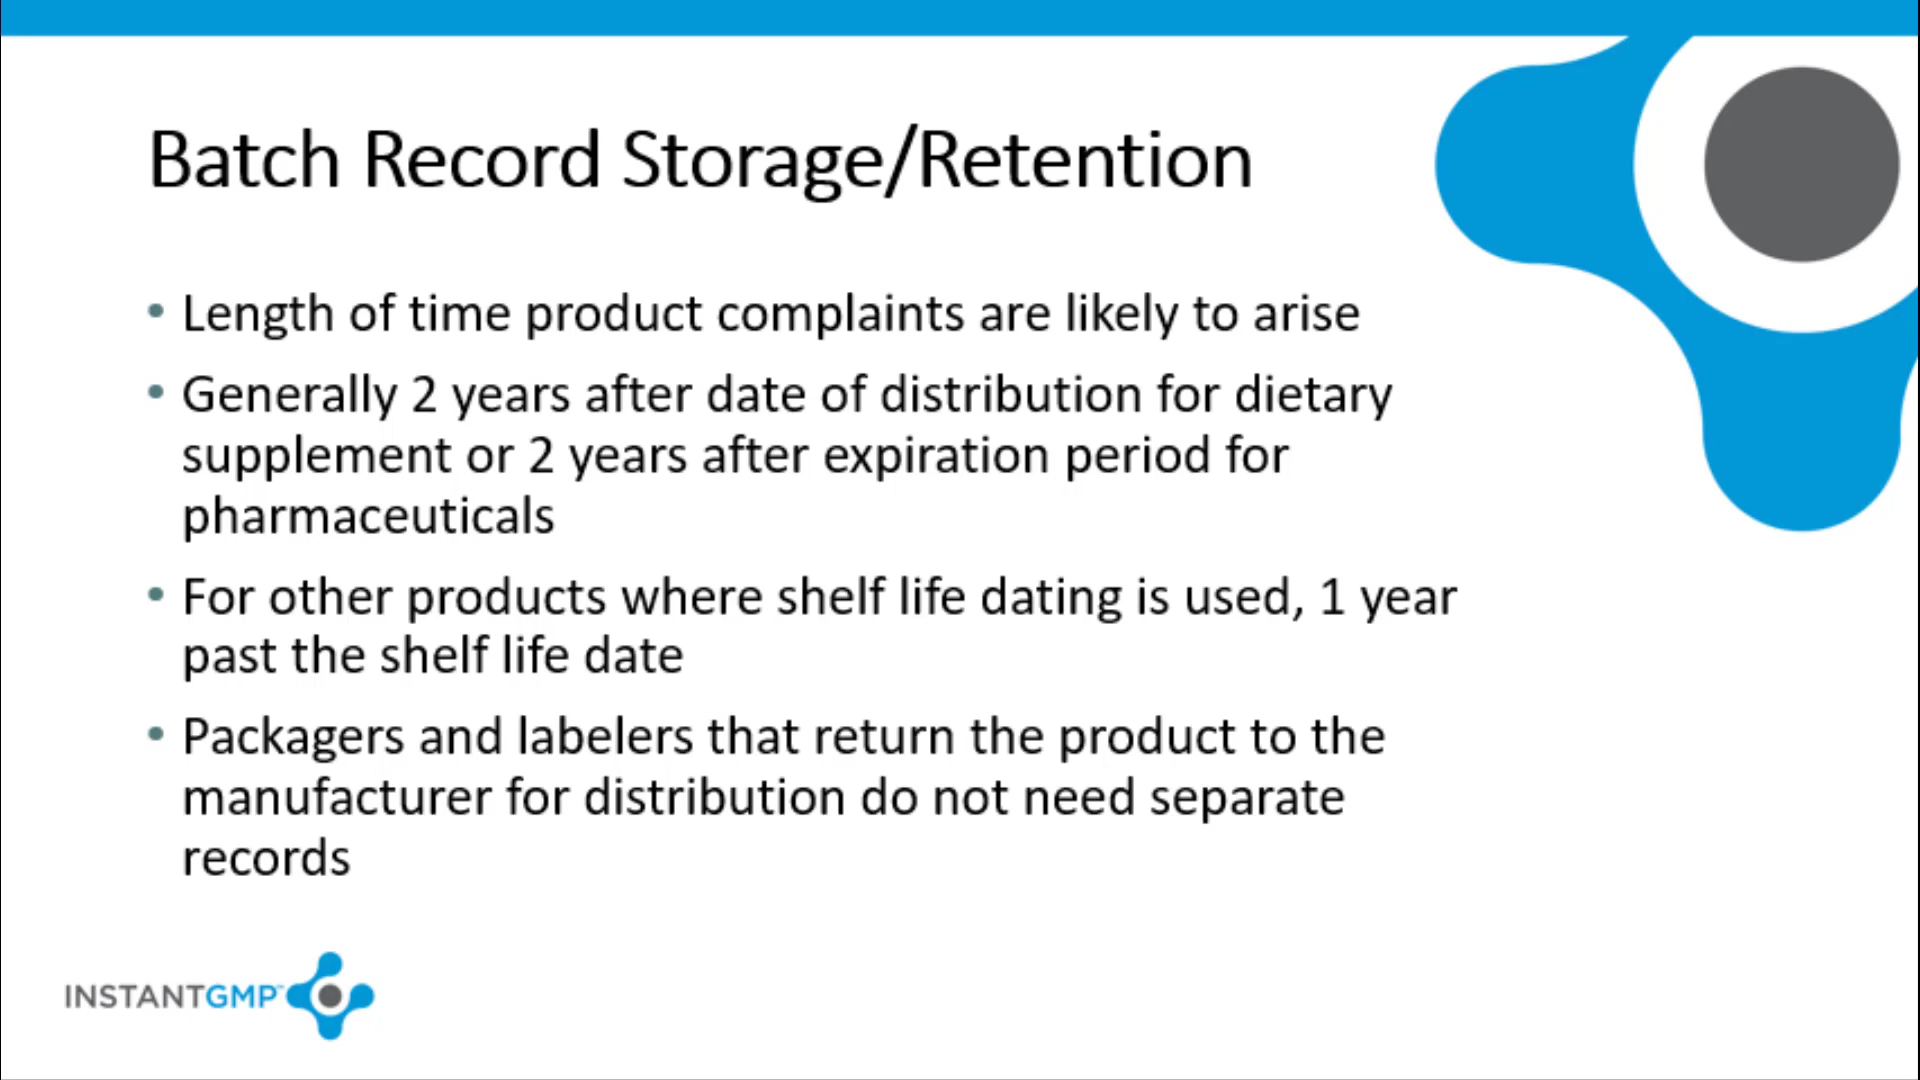 Batch Record Storage/Retention
• Length of time product complaints are likely to arise
• Generally 2 years after date of distribution for dietary
supplement or 2 years after expiration period for
pharmaceuticals
• For other products where shelf life dating is used, 1 year
past the shelf life date
• Packagers and labelers that return the product to the
manufacturer for distribution do not need separate
records
INSTANTGMP™